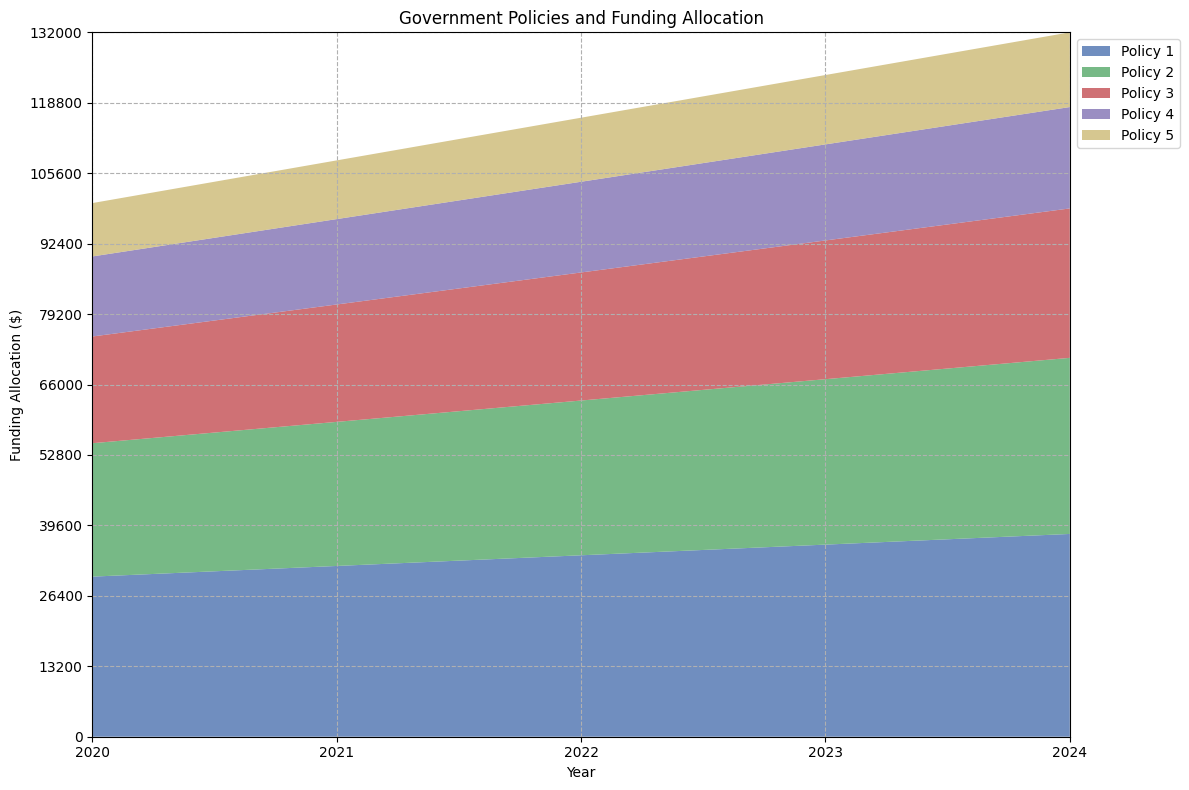 Government Policies and Funding Allocation
132000
118800
105600
92400
79200
66000
52800
39600
26400
13200
0
Funding Allocation ($)
2020
2021
2022
2023
2024
Year
Policy 1
Policy 2
Policy 3
Policy 4
Policy 5